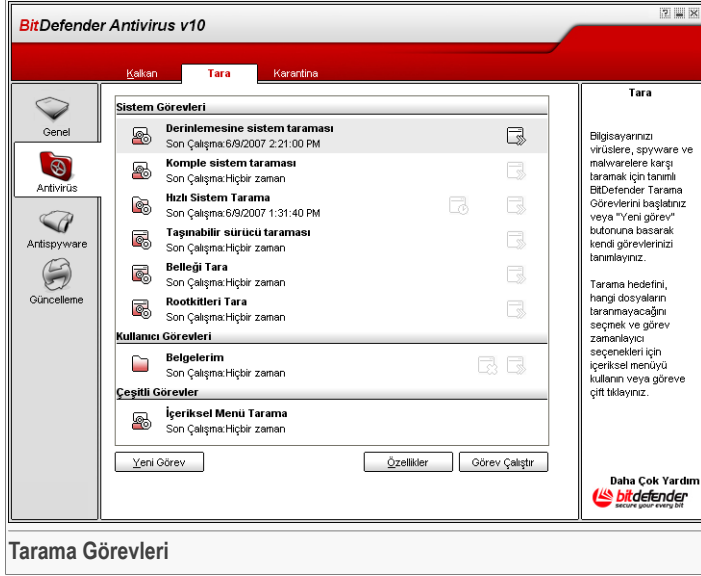 BitDefender Antivirus v10
Kalkan
Tara
Karantina
Genel
Antivirüs
Antispyware
Güncelleme
Sistem Görevleri
Derinlemesine sistem taraması
Son Çalışma:6/9/2007 2:21:00 PM
Komple sistem taraması
Son Çalışma:Hiçbir zaman
Hızlı Sistem Tarama
Son Çalışma:6/9/2007 1:31:40 PM
Taşınabilir sürücü taraması
Son Çalışma:Hiçbir zaman
Belleği Tara
Son Çalışma:Hiçbir zaman
Rootkitleri Tara
Son Çalışma:Hiçbir zaman
Kullanıcı Görevleri
Belgelerim
Son Çalışma:Hiçbir zaman
Çeşitli Görevler
İçeriksel Menü Tarama
Son Çalışma:Hiçbir zaman
Yeni Görev
Özellikler
Görev Çalıştır
Tara
Bilgisayarınızı
virüslere, spyware ve
malwarelere karşı
taramak için tanımlı
BitDefender Tarama
Görevlerini başlatınız
veya "Yeni görev"
butonuna basarak
kendi görevlerinizi
tanımlayınız.
Tarama hedefini,
hangi dosyaların
taranmayacağını
seçmek ve görev
zamanlayıcı
seçenekleri için
içeriksel menüyü
kullanın veya göreve
çift tıklayınız.
Daha Çok Yardım
bitdefender
secure your every bit
Tarama Görevleri